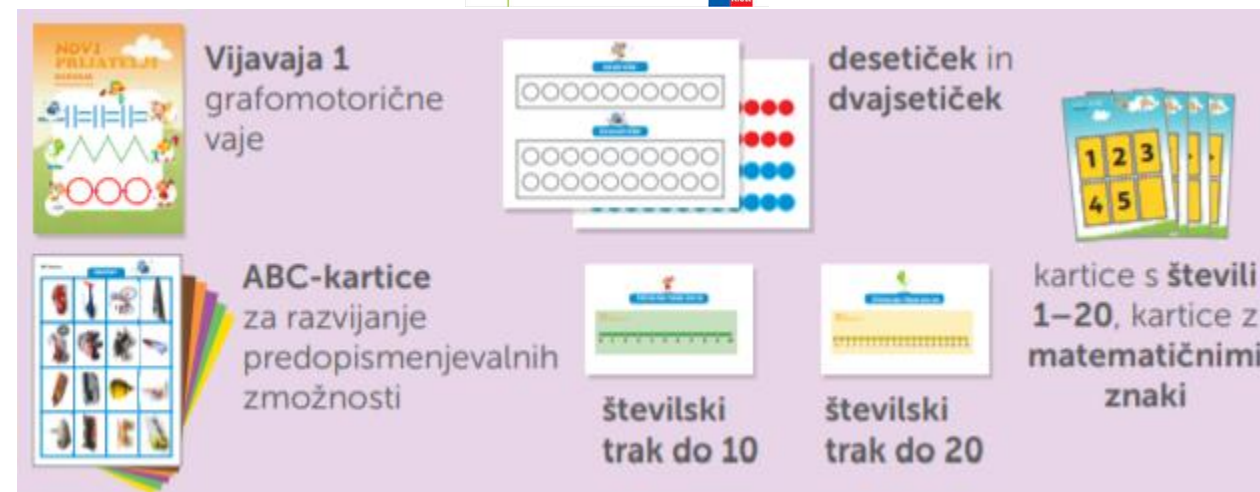 NOVI
PRIJATELJI
Vijavaja 1
grafomotorične
vaje
desetiček in
dvajsetiček
1 2 3
4 5
kartice s števili
1–20, kartice z
matematičnimi
znaki
ABC-kartice
za razvijanje
predopismenjevalnih
zmožnosti
številski
trak do 10
številski
trak do 20